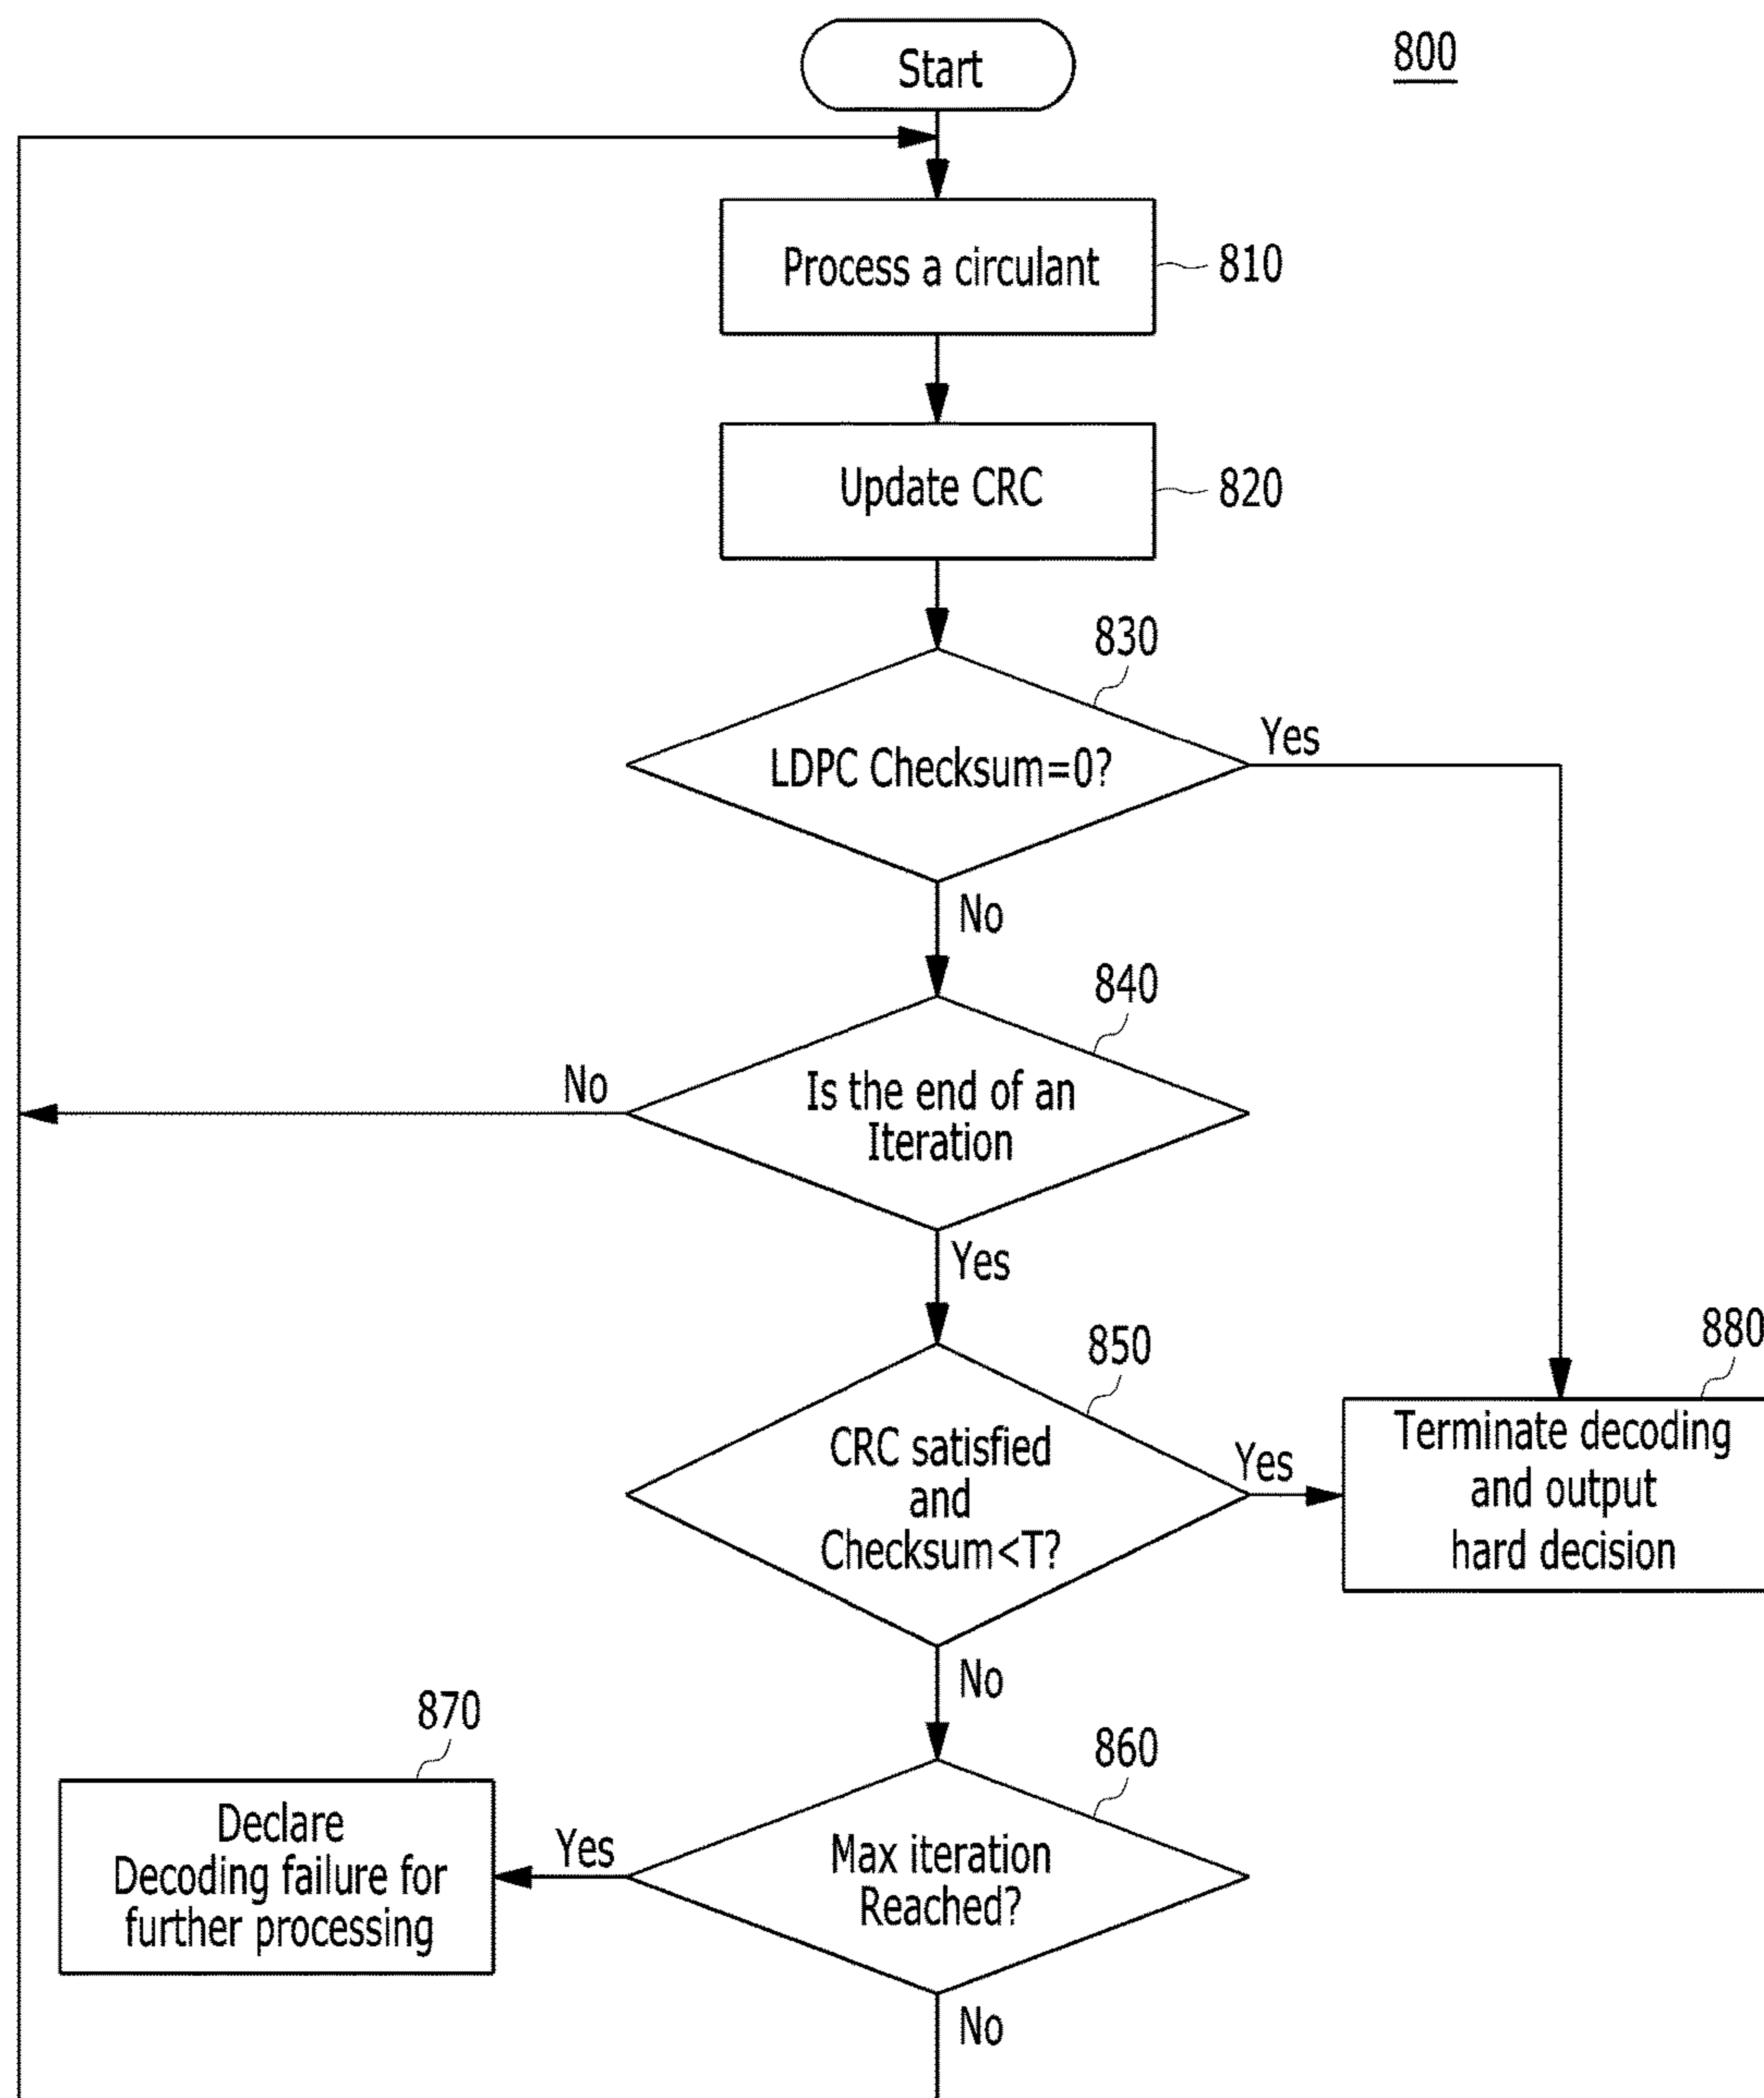 Start
800
Process a circulant
810
Update CRC
820
830
LDPC Checksum=0?
Yes
No
840
Is the end of an
Iteration
No
Yes
850
CRC satisfied
and
Checksum<T?
Yes
880
Terminate decoding
and output
hard decision
No
860
Max iteration
Reached?
Yes
870
Declare
Decoding failure for
further processing
No